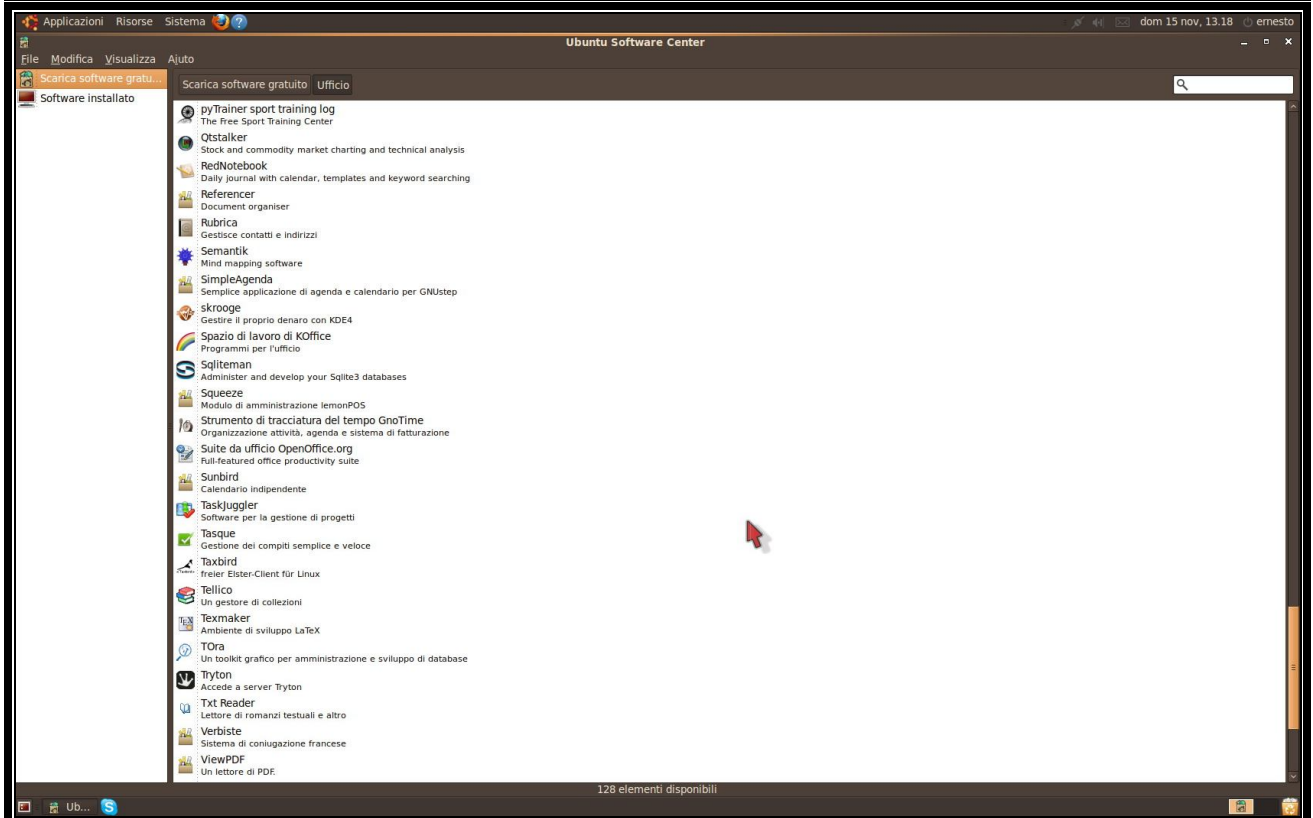 Applicazioni Risorse Sistema dom 15 nov, 13.18 ernesto
Ubuntu Software Center
File Modifica Visualizza Aiuto
Scarica software gratu...
Software installato
Scarica software gratuito Ufficio
pyTrainer sport training log
The Free Sport Training Center
Qtstalker
Stock and commodity market charting and technical analysis
RedNotebook
Daily journal with calendar, templates and keyword searching
Referencer
Document organiser
Rubrica
Gestisce contatti e indirizzi
Semantik
Mind mapping software
SimpleAgenda
Semplice applicazione di agenda e calendario per GNUstep
skrooge
Gestire il proprio denaro con KDE4
Spazio di lavoro di KOffice
Programmi per l'ufficio
Sqliteman
Administer and develop your Sqlite3 databases
Squeeze
Modulo di amministrazione lemonPOS
Strumento di tracciatura del tempo GnoTime
Organizzazione attività, agenda e sistema di fatturazione
Suite da ufficio OpenOffice.org
Full-featured office productivity suite
Sunbird
Calendario indipendente
TaskJuggler
Software per la gestione di progetti
Tasque
Gestione dei compiti semplice e veloce
Taxbird
freier Elster-Client für Linux
Tellico
Un gestore di collezioni
Texmaker
Ambiente di sviluppo LaTeX
TOra
Un toolkit grafico per amministrazione e sviluppo di database
Tryton
Accede a server Tryton
Txt Reader
Lettore di romanzi testuali e altro
Verbiste
Sistema di coniugazione francese
ViewPDF
Un lettore di PDF.
128 elementi disponibili
Ub...